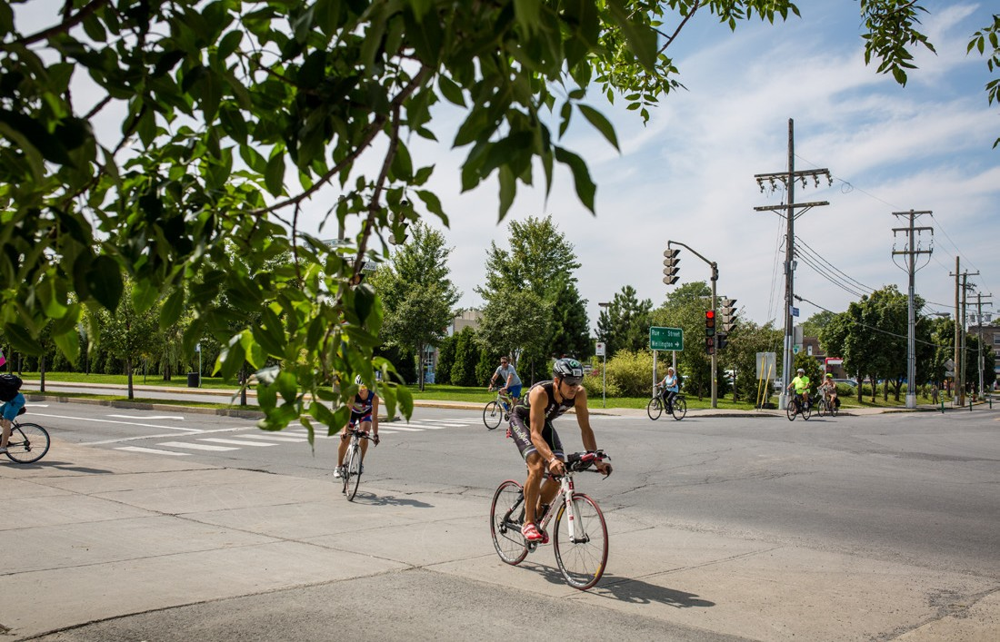 Rue - Street
Wellington →